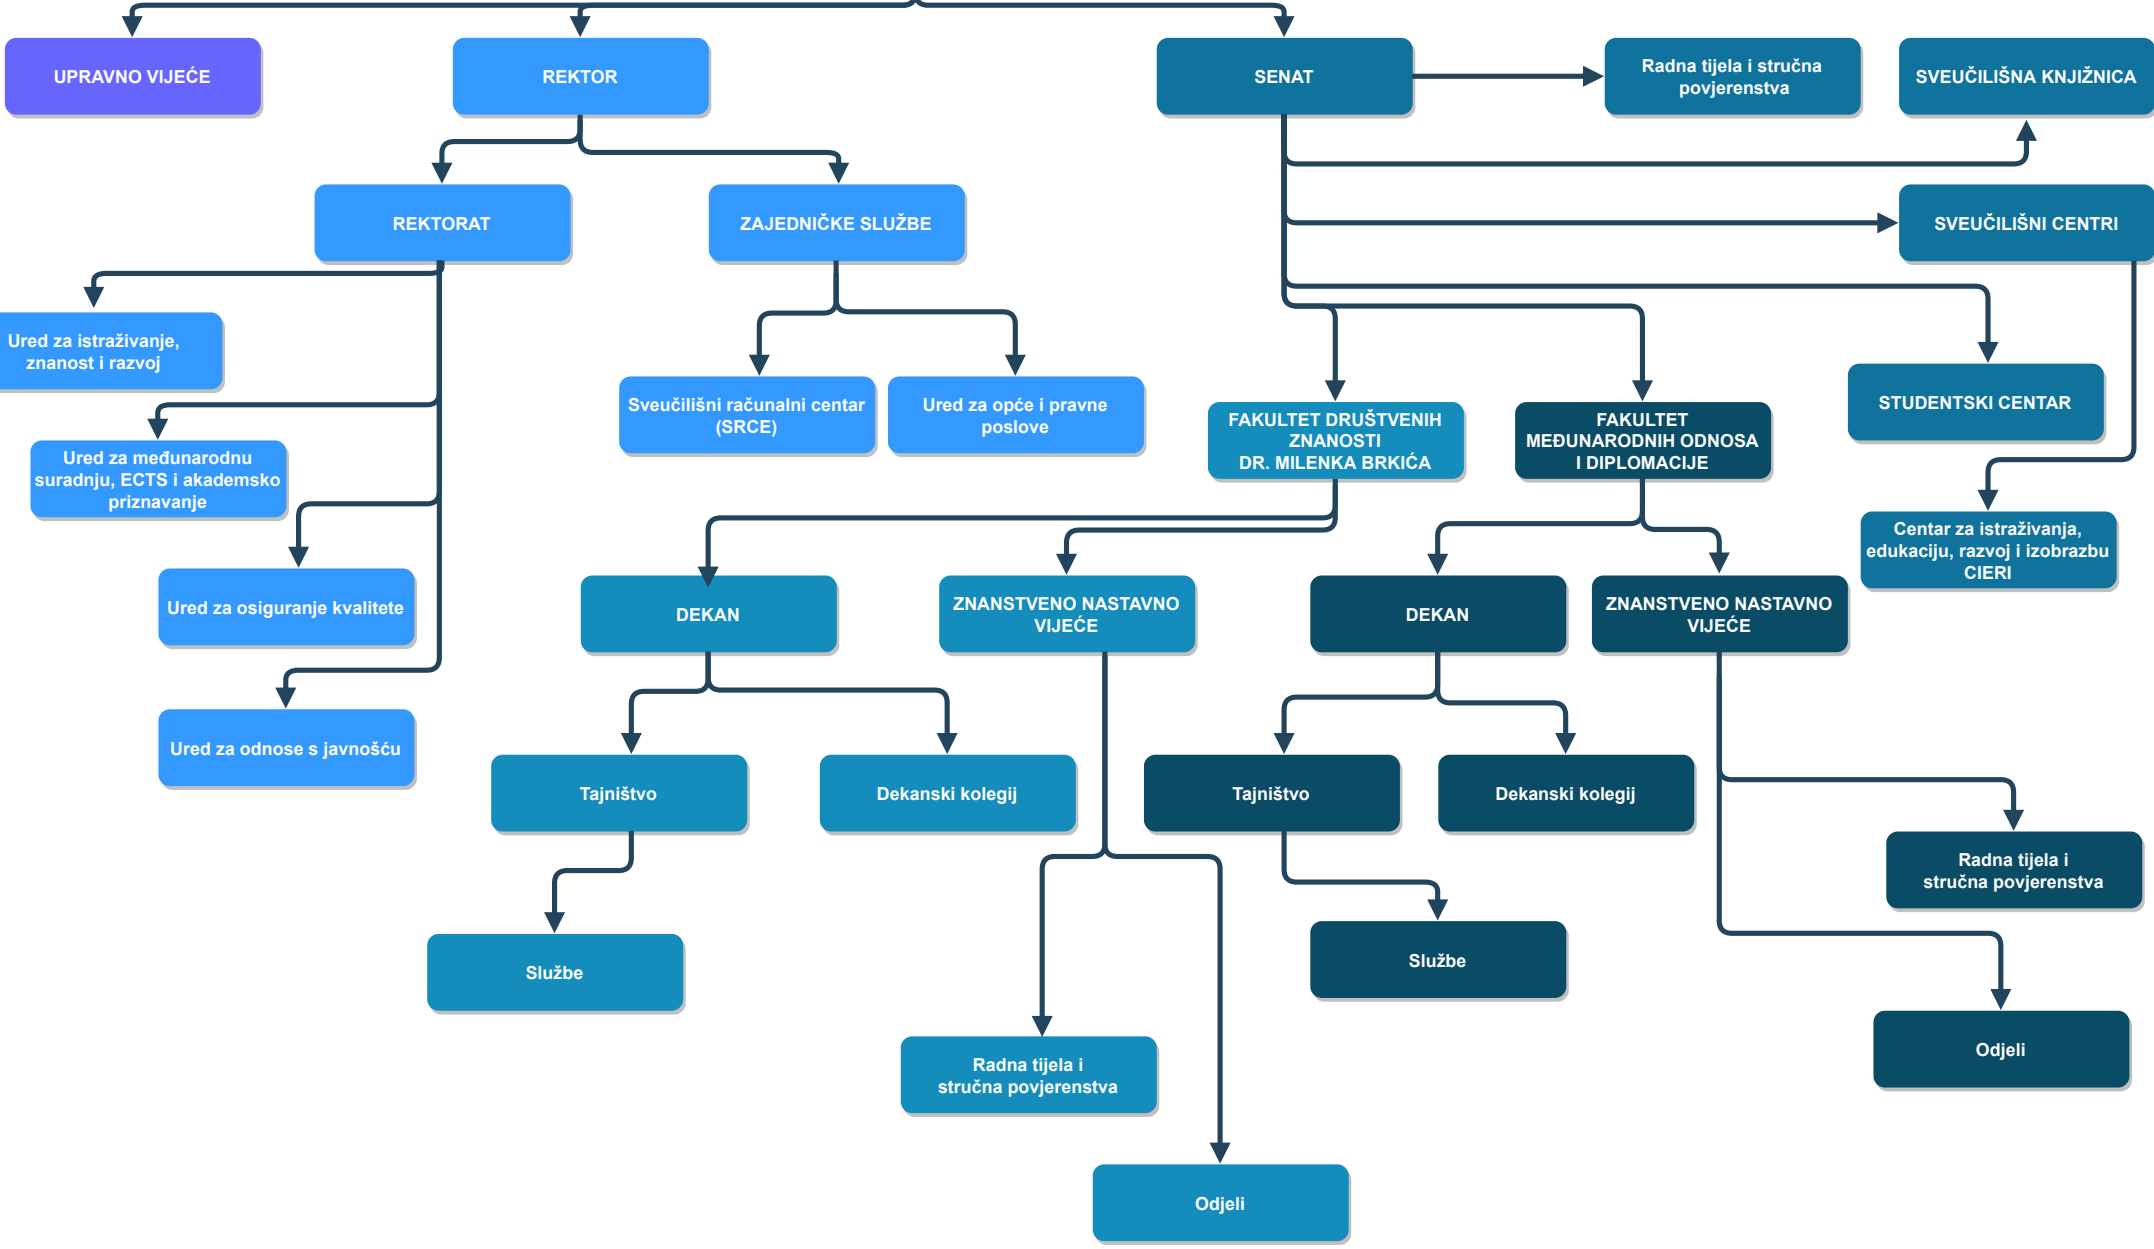 UPRAVNO VIJEĆE
REKTOR
SENAT
Radna tijela i stručna
povjerenstva
SVEUČILIŠNA KNJIŽNICA
REKTORAT
ZAJEDNIČKE SLUŽBE
SVEUČILIŠNI CENTRI
Ured za istraživanje,
znanost i razvoj
Sveučilišni računalni centar
(SRCE)
Ured za opće i pravne
poslove
FAKULTET DRUŠTVENIH
ZNANOSTI
DR. MILENKA BRKIĆA
FAKULTET
MEĐUNARODNIH ODNOSA
I DIPLOMACIJE
STUDENTSKI CENTAR
Ured za međunarodnu
suradnju, ECTS i akademsko
priznavanje
Centar za istraživanja,
edukaciju, razvoj i izobrazbu
CIERI
Ured za osiguranje kvalitete
DEKAN
ZNANSTVENO NASTAVNO
VIJEĆE
DEKAN
ZNANSTVENO NASTAVNO
VIJEĆE
Ured za odnose s javnošću
Tajništvo
Dekanski kolegij
Tajništvo
Dekanski kolegij
Radna tijela i
stručna povjerenstva
Službe
Službe
Radna tijela i
stručna povjerenstva
Odjeli
Odjeli